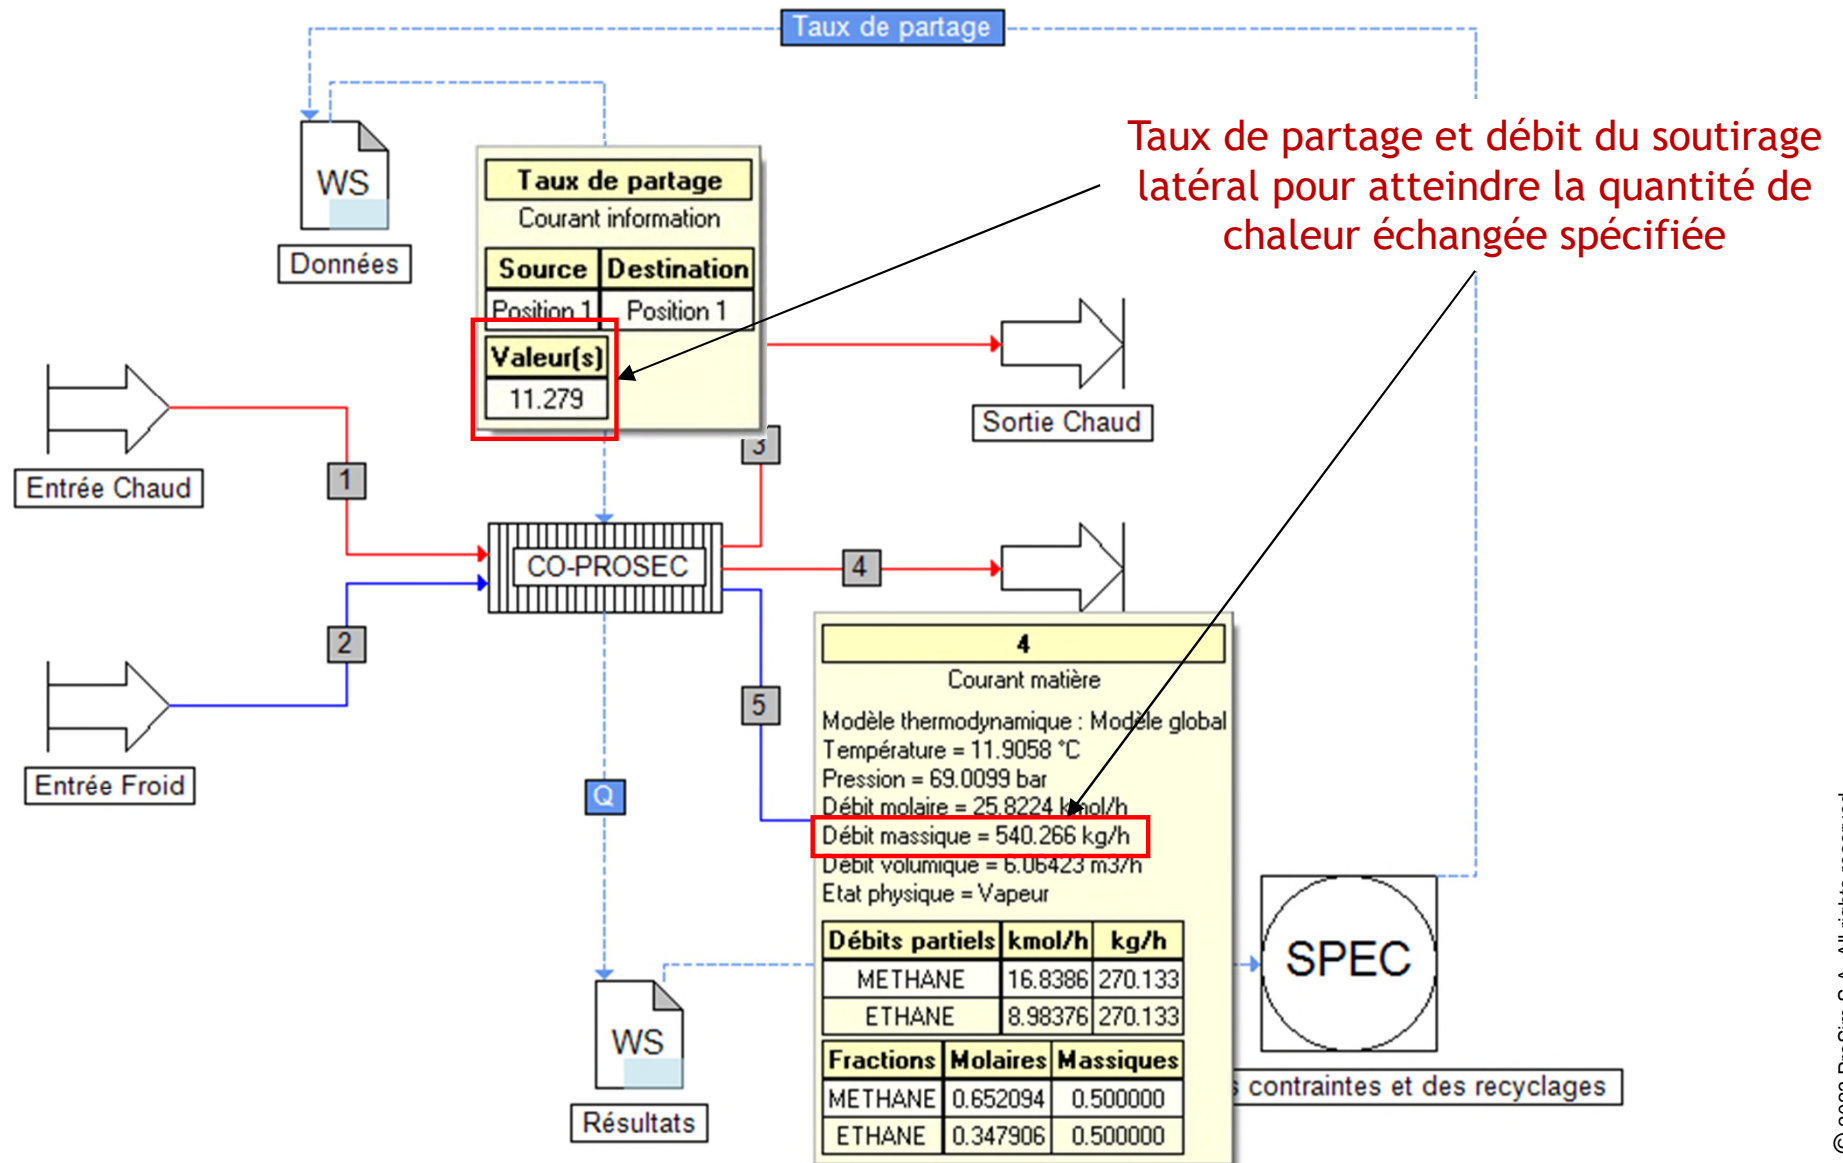 Taux de partage
Taux de partage et débit du soutirage
latéral pour atteindre la quantité de
chaleur échangée spécifiée
WS
Données
Taux de partage
Courant information
Source Destination
Position 1 Position 1
Valeur(s)
11.279
Sortie Chaud
Entrée Chaud
1
3
CO-PROSEC
4
2
5
Entrée Froid
Q
4
Courant matière
Modèle thermodynamique : Modèle global
Température = 11.9058 °C
Pression = 69.0099 bar
Débit molaire = 25.8224 kmol/h
Débit massique = 540.266 kg/h
Débit volumique = 6.06423 m3/h
Etat physique = Vapeur
Débits partiels kmol/h kg/h
METHANE 16.8386 270.133
ETHANE 8.98376 270.133
Fractions Molaires Massiques
METHANE 0.652094 0.500000
ETHANE 0.347906 0.500000
SPEC
contraintes et des recyclages
WS
Résultats